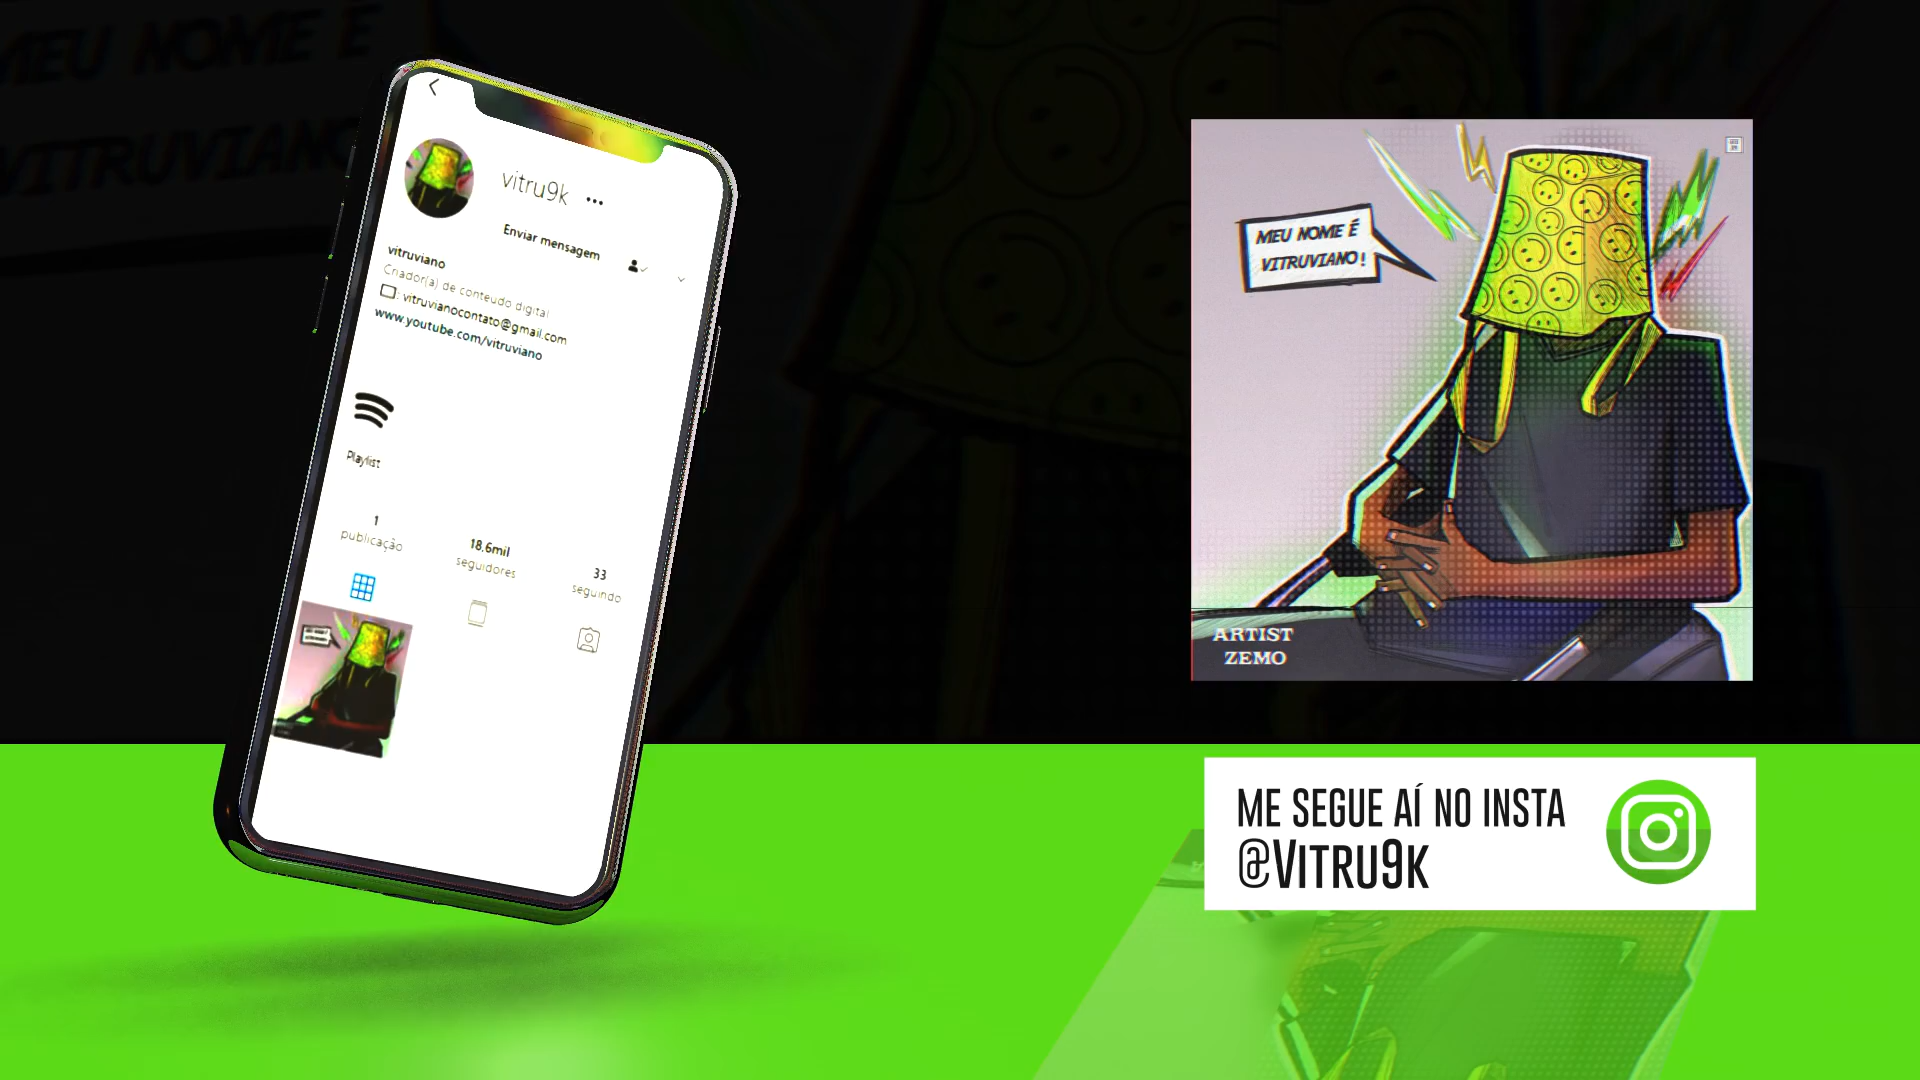 MEU NOME É
VITRUVIANO
vitru9k
Enviar mensagem
vitruviano
Criador(a) de conteudo digital
: vitruvianocontato@gmail.com
www.youtube.com/vitruviano
Playlist
1
publicação
18.6mil
seguidores
33
seguindo
MEU NOME É
VITRUVIANO!
ARTIST
ZEMO
ME SEGUE AÍ NO INSTA
@VITRU9K